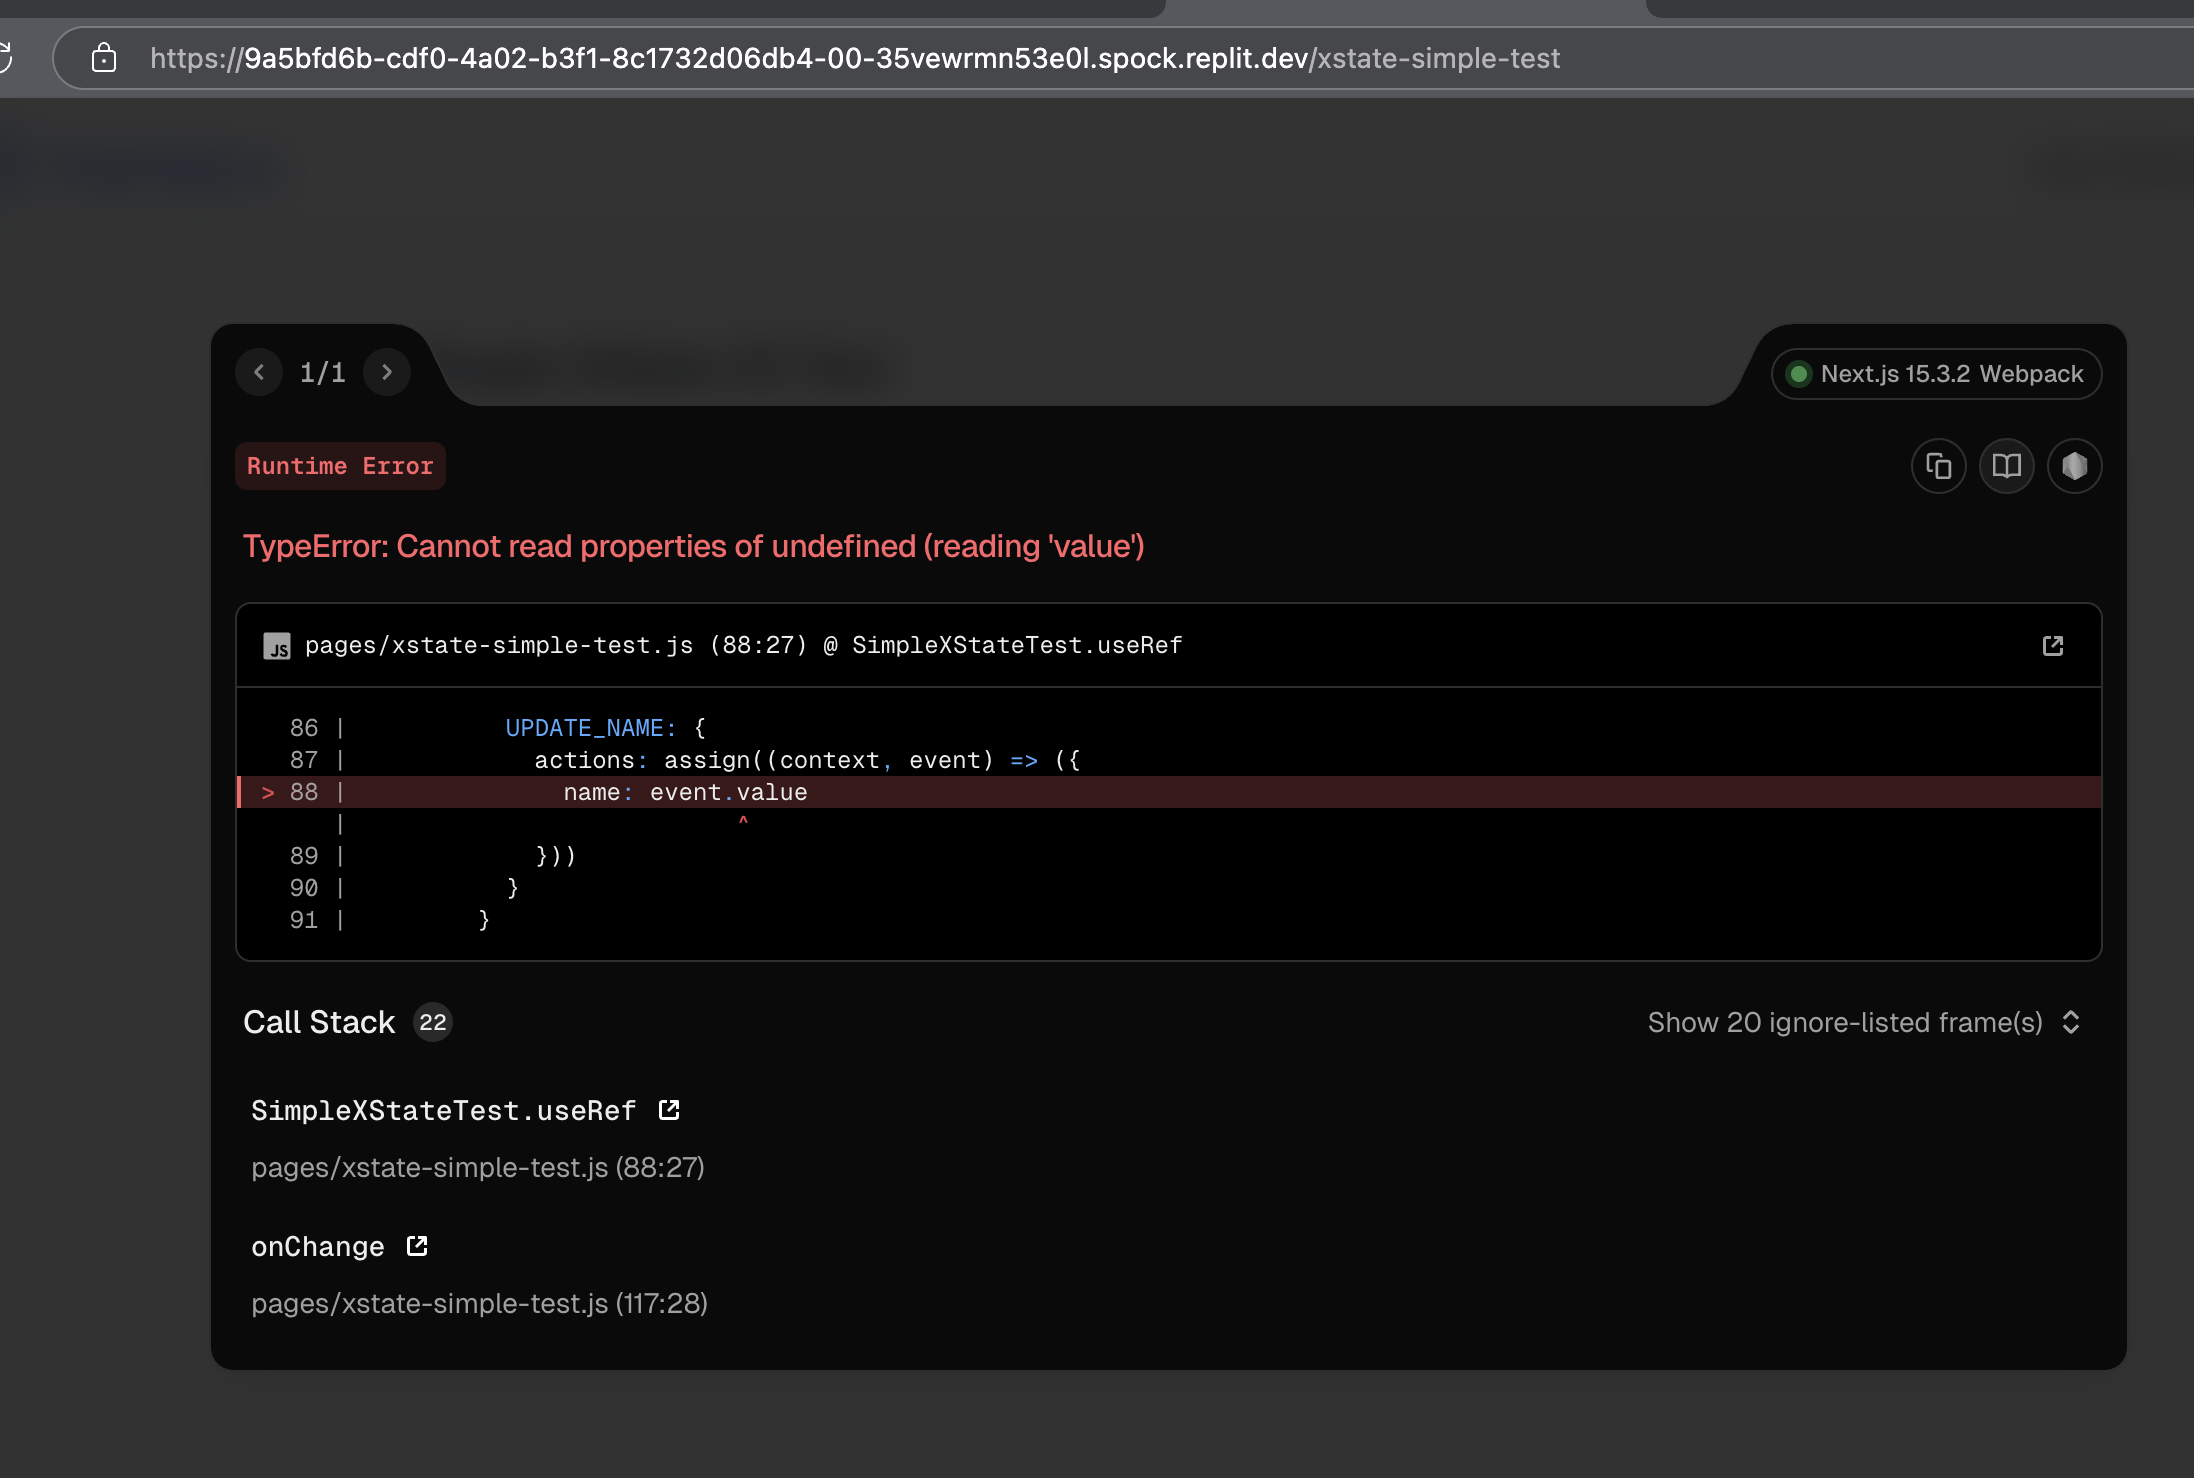 https://9a5bfd6b-cdf0-4a02-b3f1-8c1732d06db4-00-35vewrmn53e0l.spock.replit.dev/xstate-simple-test
1/1
Next.js 15.3.2 Webpack
Runtime Error
TypeError: Cannot read properties of undefined (reading 'value')
JS pages/xstate-simple-test.js (88:27) @ SimpleXStateTest.useRef
86 | UPDATE_NAME: {
87 | actions: assign((context, event) => ({
> 88 | name: event.value
| ^
89 | }))
90 | }
91 | }
Call Stack 22
Show 20 ignore-listed frame(s)
SimpleXStateTest.useRef
pages/xstate-simple-test.js (88:27)
onChange
pages/xstate-simple-test.js (117:28)